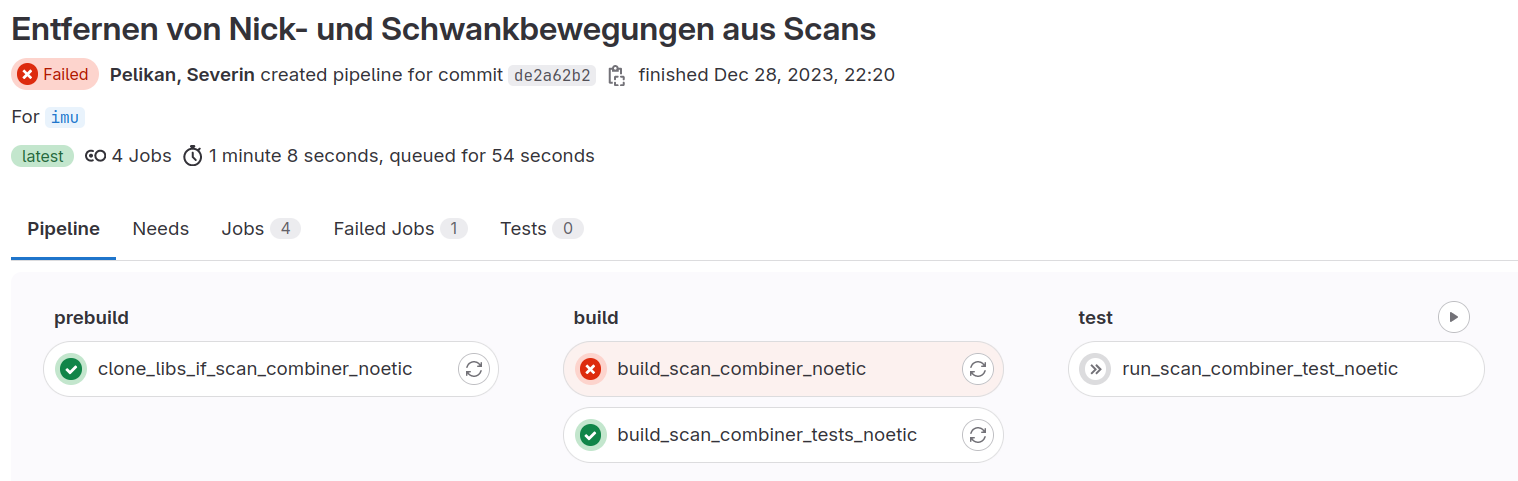 Entfernen von Nick- und Schwankbewegungen aus Scans
Failed Pelikan, Severin created pipeline for commit de2a62b2 finished Dec 28, 2023, 22:20
For imu
latest 4 Jobs 1 minute 8 seconds, queued for 54 seconds
Pipeline Needs Jobs 4 Failed Jobs 1 Tests 0
prebuild build test
clone_libs_if_scan_combiner_noetic build_scan_combiner_noetic run_scan_combiner_test_noetic
build_scan_combiner_tests_noetic